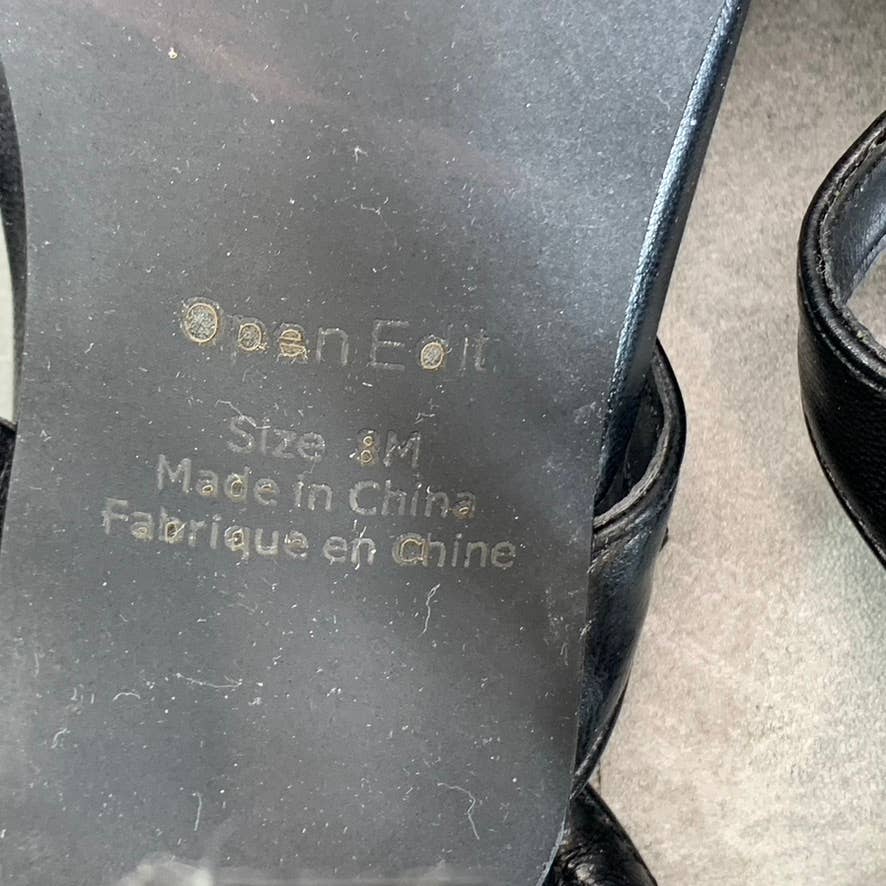 Open Edit.
Size 8M
Made in China
Fabrique en Chine